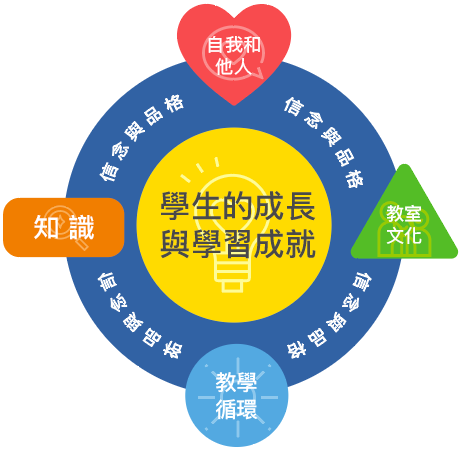 自我和
他人
信念與品格
信念與品格
學生的成長
與學習成就
知識
教室
文化
信念與品格
信念與品格
教學
循環